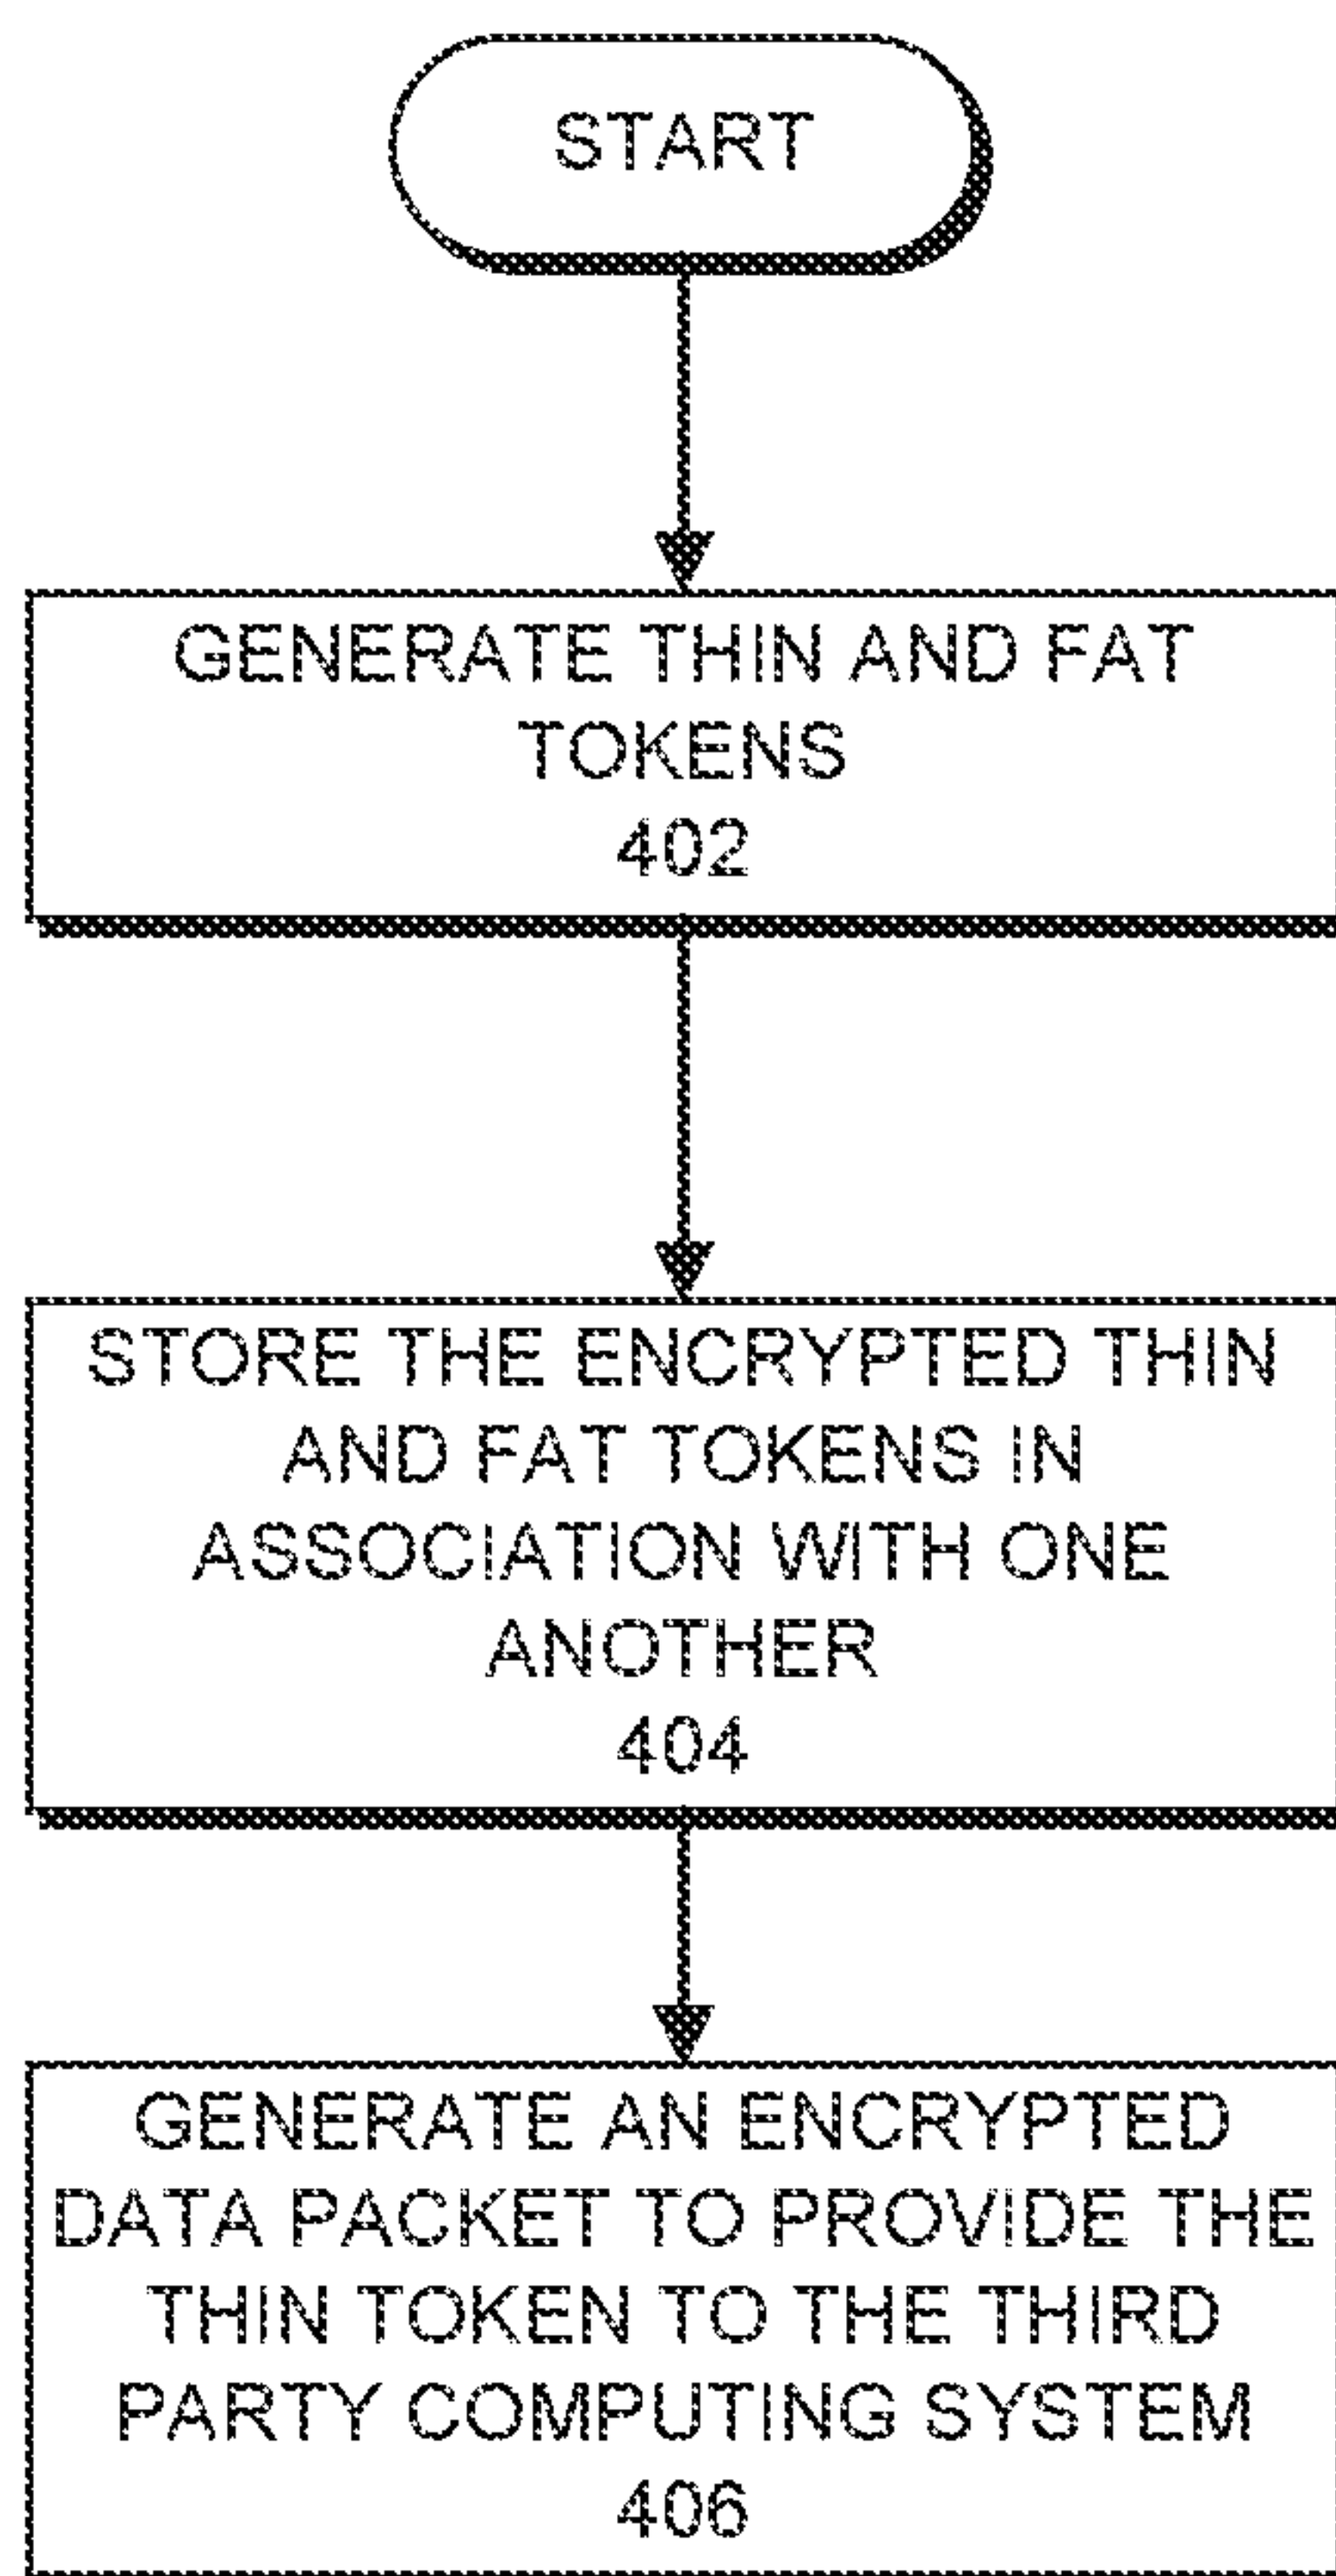 START
GENERATE THIN AND FAT
TOKENS
402
STORE THE ENCRYPTED THIN
AND FAT TOKENS IN
ASSOCIATION WITH ONE
ANOTHER
404
GENERATE AN ENCRYPTED
DATA PACKET TO PROVIDE THE
THIN TOKEN TO THE THIRD
PARTY COMPUTING SYSTEM
406